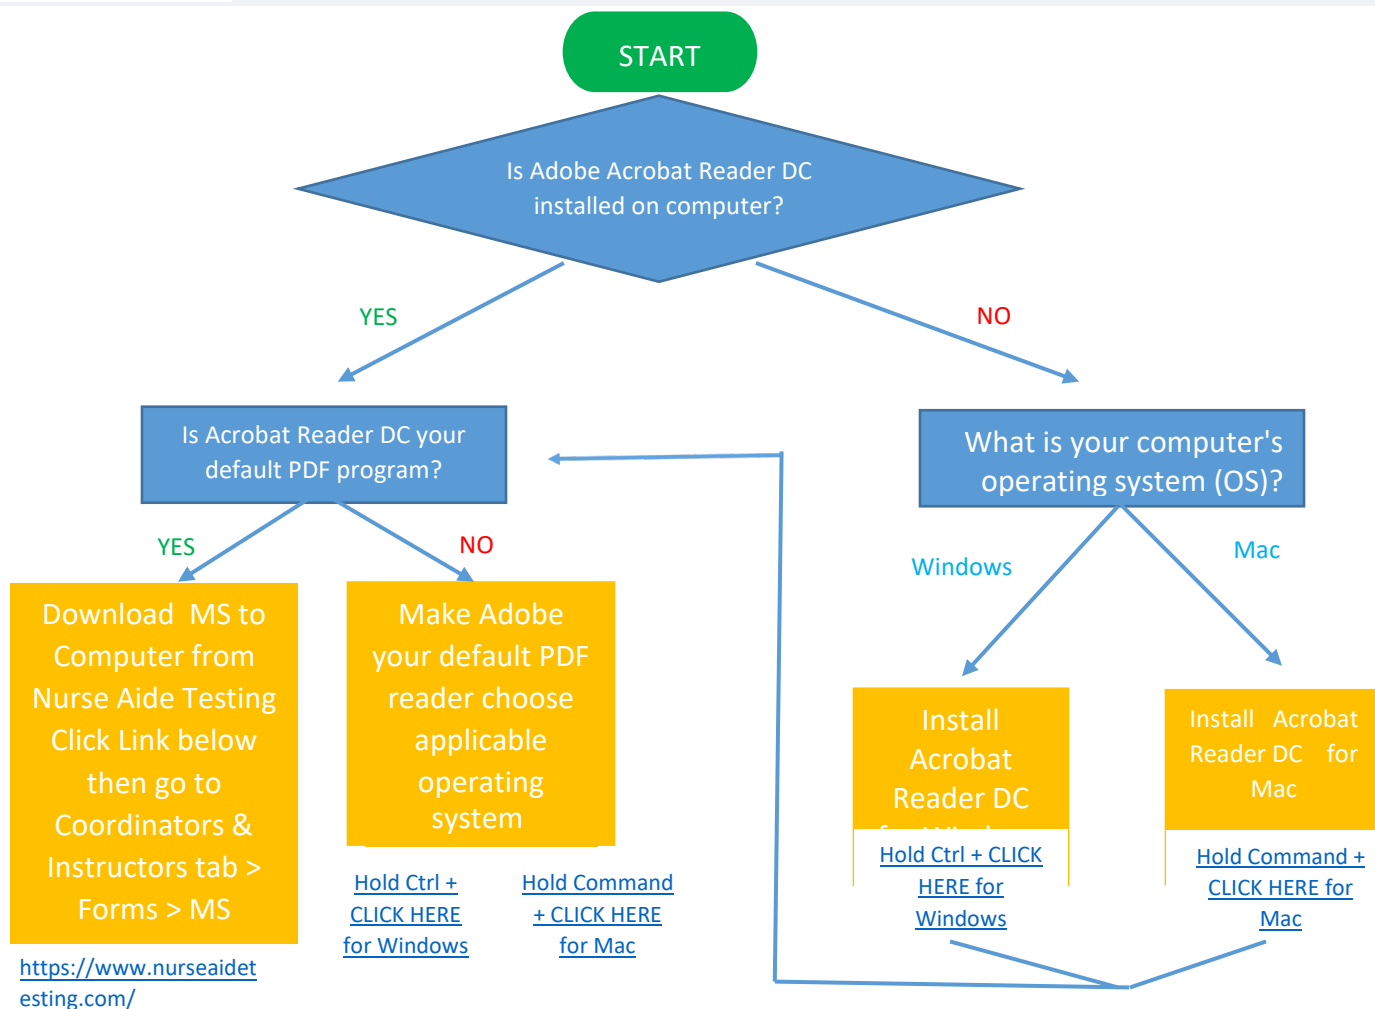 START
Is Adobe Acrobat Reader DC
installed on computer?
YES
NO
Is Acrobat Reader DC your
default PDF program?
What is your computer's
operating system (OS)?
YES
NO
Windows
Mac
Download MS to
Computer from
Nurse Aide Testing
Click Link below
then go to
Coordinators &
Instructors tab >
Forms > MS
https://www.nurseaidet
esting.com/
Make Adobe
your default PDF
reader choose
applicable
operating
system
Hold Ctrl +
CLICK HERE
for Windows
Hold Command
+ CLICK HERE
for Mac
Install
Acrobat
Reader DC
for Windows
Hold Ctrl + CLICK
HERE for
Windows
Install Acrobat
Reader DC for
Mac
Hold Command +
CLICK HERE for
Mac